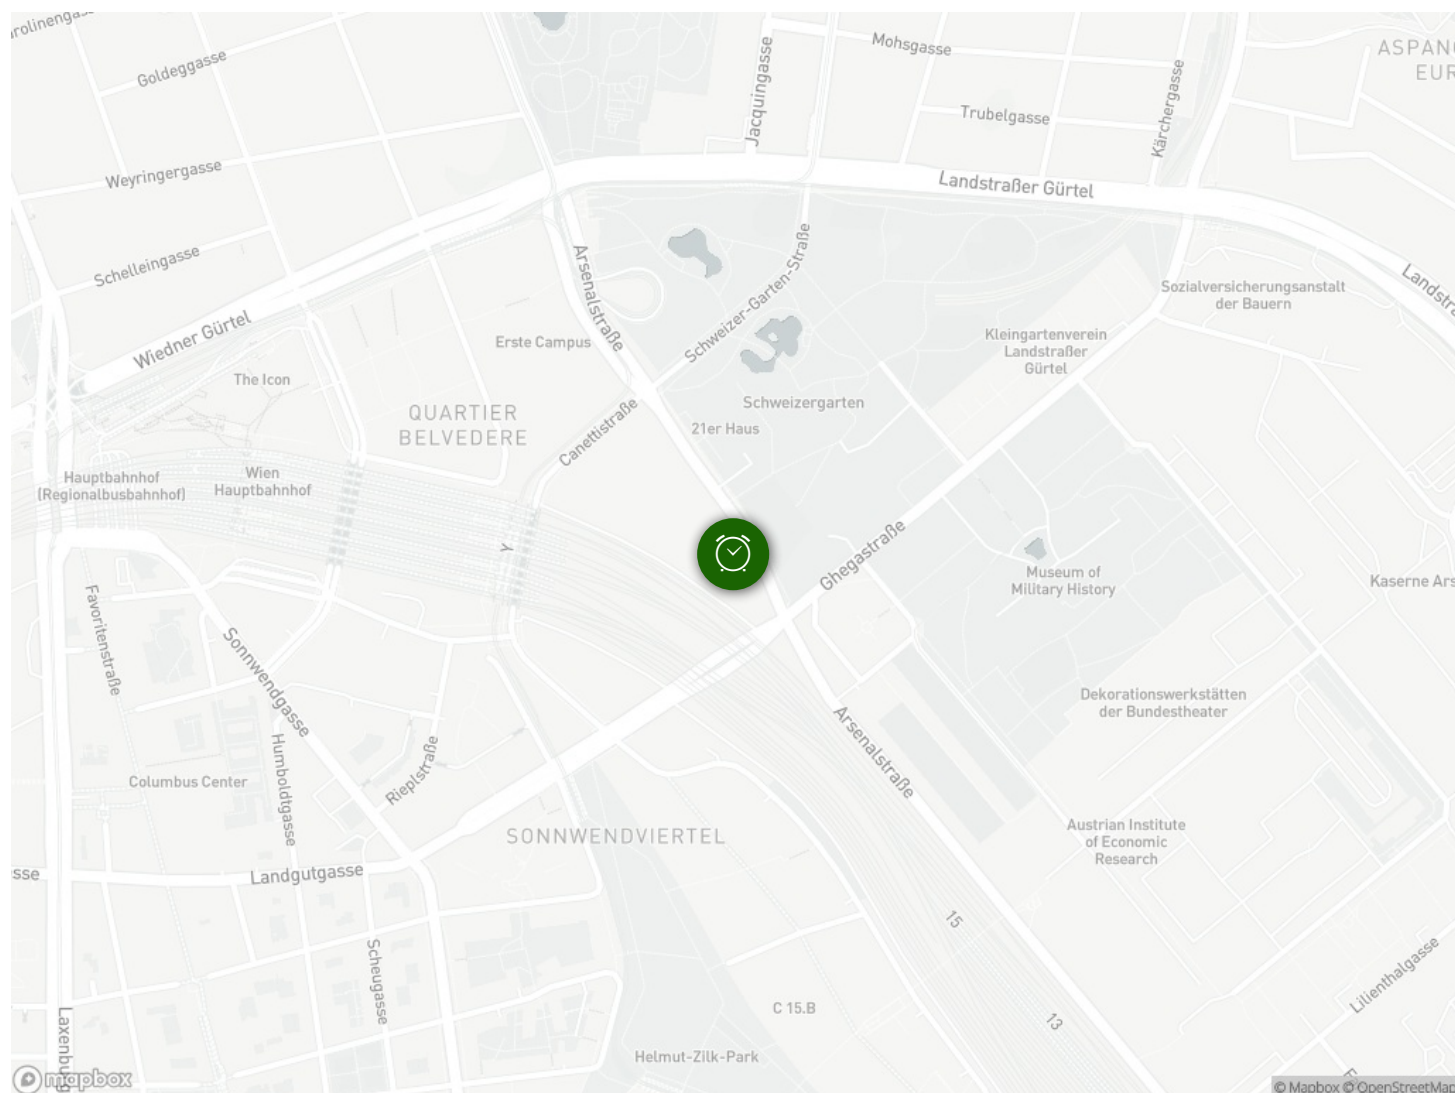 rolinenga
Goldeggasse
Jacquingasse
Mohsgasse
ASPANG
EUR
Kärchergasse
Trubelgasse
Weyringergasse
Landstraßer Gürtel
Schelleingasse
Arsenalstraße
Schweizer-Garten-Straße
Landstra
Sozialversicherungsanstalt
der Bauern
Wiedner Gürtel
Erste Campus
Kleingartenverein
Landstraßer
Gürtel
The Icon
QUARTIER
BELVEDERE
Canettistraße
Schweizergarten
21er Haus
Hauptbahnhof
(Regionalbusbahnhof)
Wien
Hauptbahnhof
Y
Ghegastraße
Museum of
Military History
Kaserne Ars
Favoritenstraße
Sonnwendgasse
Dekorationswerkstätten
der Bundestheater
Arsenalstraße
Humboldtgasse
Rieplstraße
Columbus Center
SONNWENDVIERTEL
Austrian Institute
of Economic
Research
sse
Landgutgasse
15
Scheugasse
Lilienthalgasse
C 15.B
13
Laxenburg
Helmut-Zilk-Park
mapbox
© Mapbox © OpenStreetMap